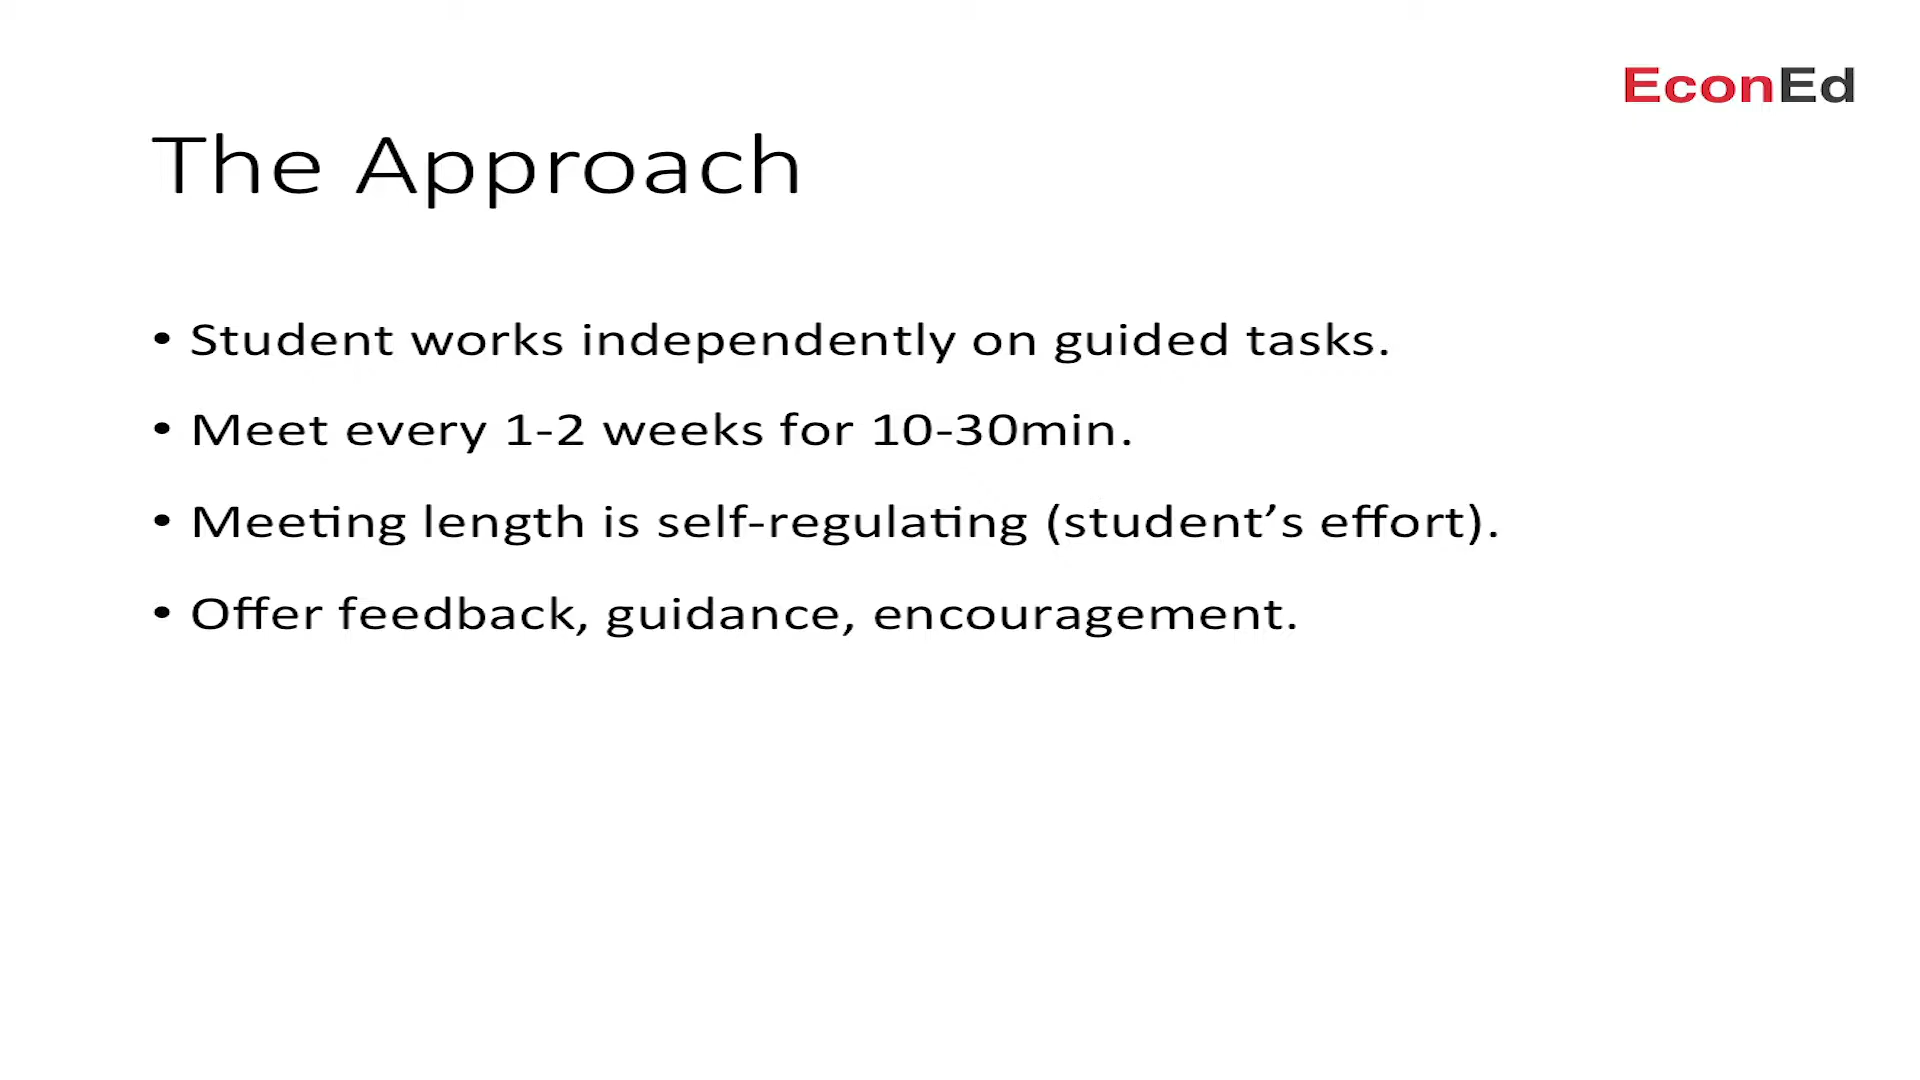 EconEd
The Approach
• Student works independently on guided tasks.
• Meet every 1-2 weeks for 10-30min.
• Meeting length is self-regulating (student’s effort).
• Offer feedback, guidance, encouragement.